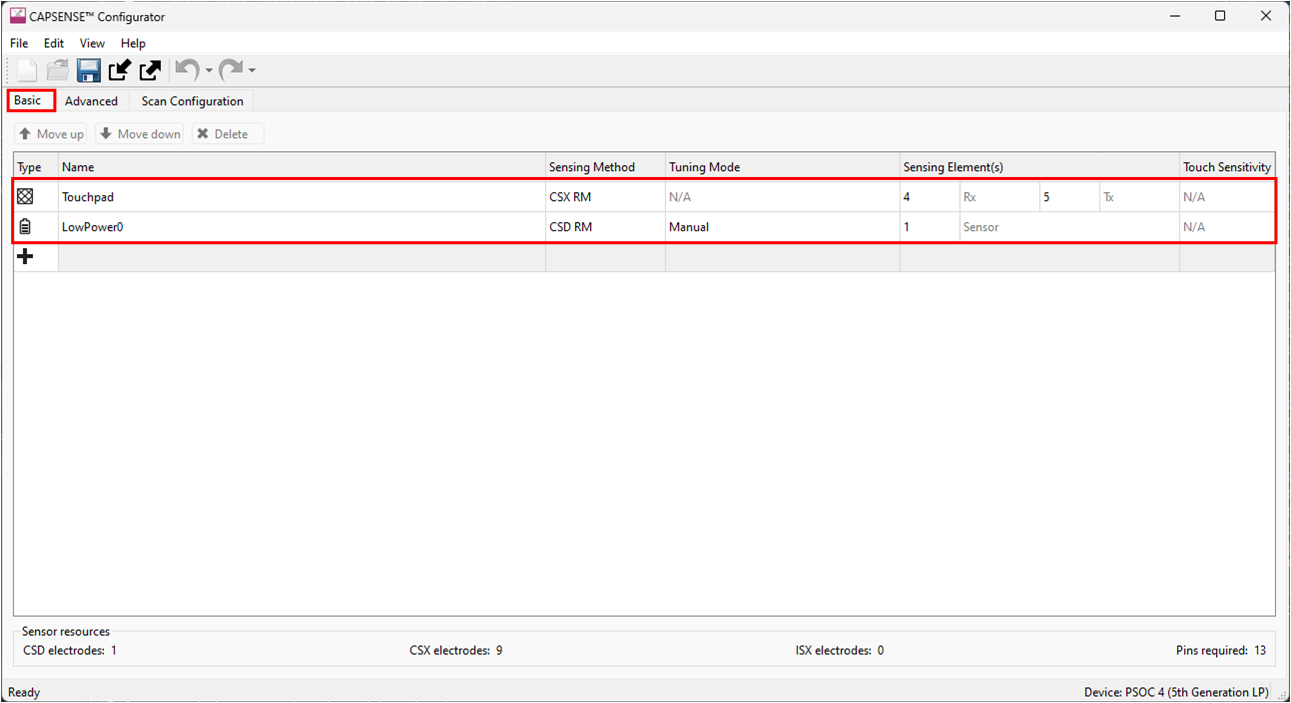 CAPSENSE™ Configurator
File Edit View Help
Basic Advanced Scan Configuration
Move up Move down Delete
Type Name Sensing Method Tuning Mode Sensing Element(s) Touch Sensitivity
Touchpad CSX RM N/A 4 Rx 5 Tx N/A
LowPower0 CSD RM Manual 1 Sensor N/A
Sensor resources
CSD electrodes: 1 CSX electrodes: 9 ISX electrodes: 0 Pins required: 13
Ready Device: PSOC 4 (5th Generation LP)